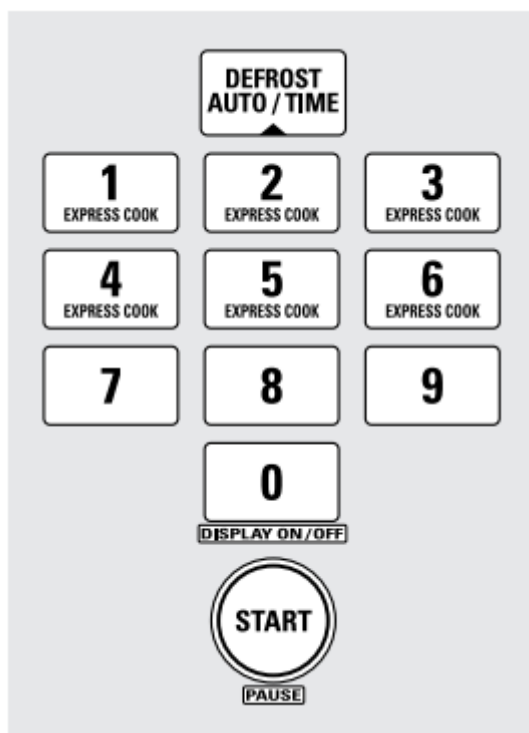 DEFROST
AUTO / TIME
1 2 3
EXPRESS COOK EXPRESS COOK EXPRESS COOK
4 5 6
EXPRESS COOK EXPRESS COOK EXPRESS COOK
7 8 9
0
DISPLAY ON/OFF
START
PAUSE